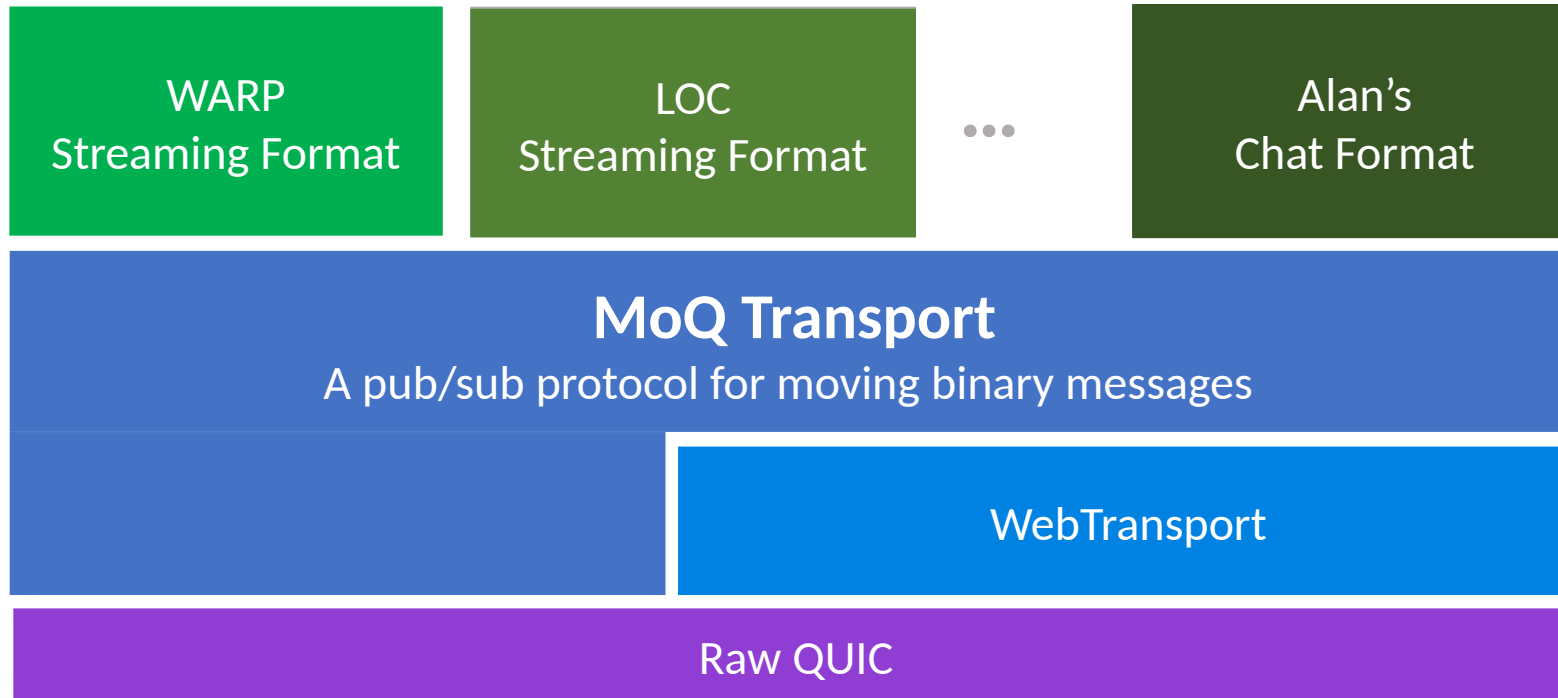 WARP
Streaming Format
LOC
Streaming Format
Alan’s
Chat Format
MoQ Transport
A pub/sub protocol for moving binary messages
WebTransport
Raw QUIC